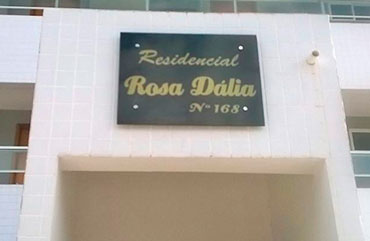 Residencial
Rosa Dália
Nº 168